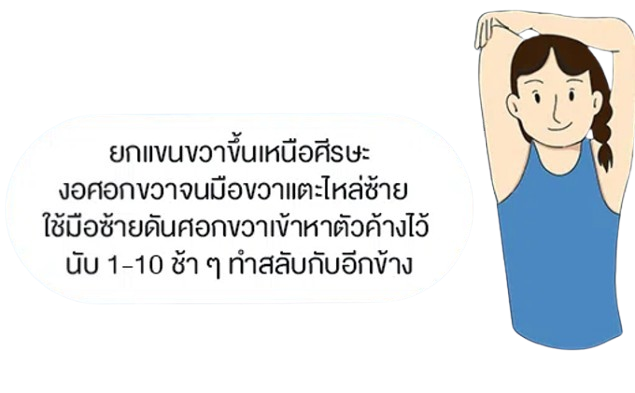 ยกแขนขวาขึ้นเหนือศีรษะ
งอศอกขวาจนมือขวาแตะไหล่ซ้าย
ใช้มือซ้ายดันศอกขวาเข้าหาตัวค้างไว้
นับ 1-10 ช้า ๆ ทำสลับกับอีกข้าง